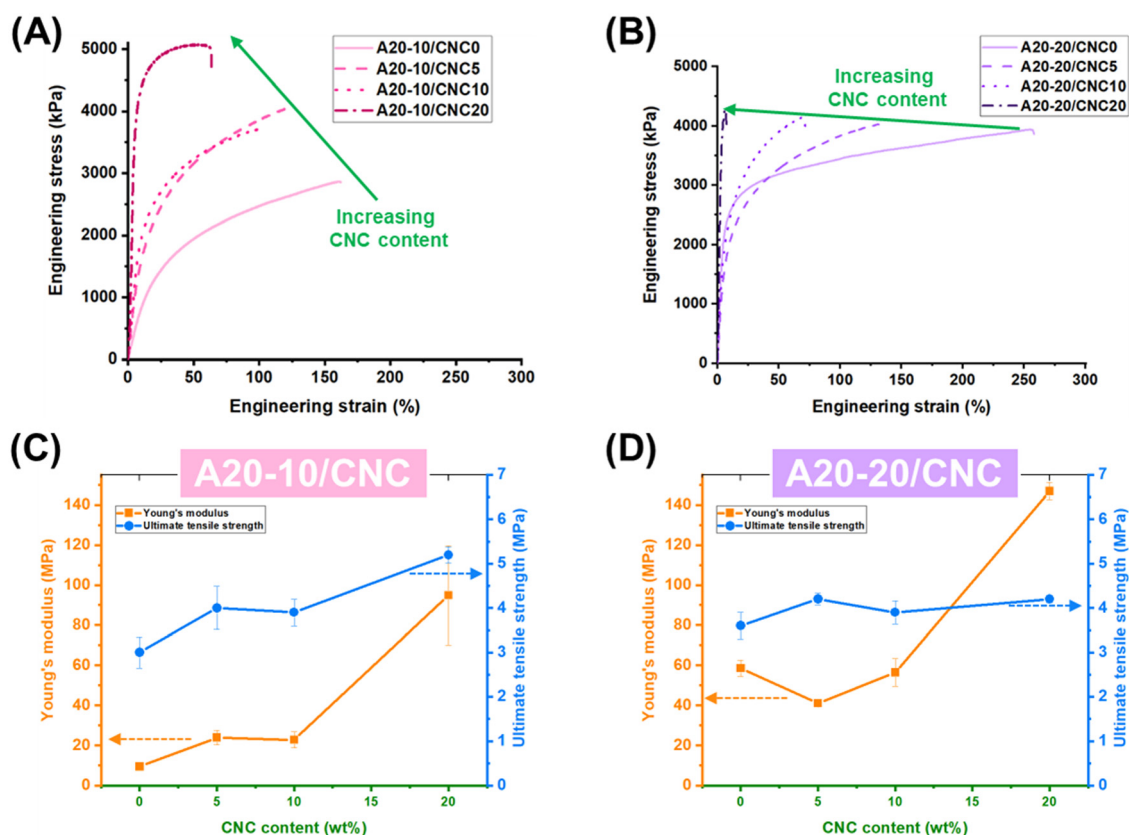 (A)
A20-10/CNC0
A20-10/CNC5
A20-10/CNC10
A20-10/CNC20
Increasing
CNC content
Engineering stress (kPa)
5000
4000
3000
2000
1000
0
0 50 100 150 200 250 300
Engineering strain (%)
(B)
A20-20/CNC0
A20-20/CNC5
A20-20/CNC10
A20-20/CNC20
Increasing
CNC content
Engineering stress (kPa)
5000
4000
3000
2000
1000
0
0 50 100 150 200 250 300
Engineering strain (%)
(C)
A20-10/CNC
Young's modulus
Ultimate tensile strength
Young's modulus (MPa)
140
120
100
80
60
40
20
0
Ultimate tensile strength (MPa)
7
6
5
4
3
2
1
0
0 5 10 15 20
CNC content (wt%)
(D)
A20-20/CNC
Young's modulus
Ultimate tensile strength
Young's modulus (MPa)
140
120
100
80
60
40
20
0
Ultimate tensile strength (MPa)
7
6
5
4
3
2
1
0
0 5 10 15 20
CNC content (wt%)